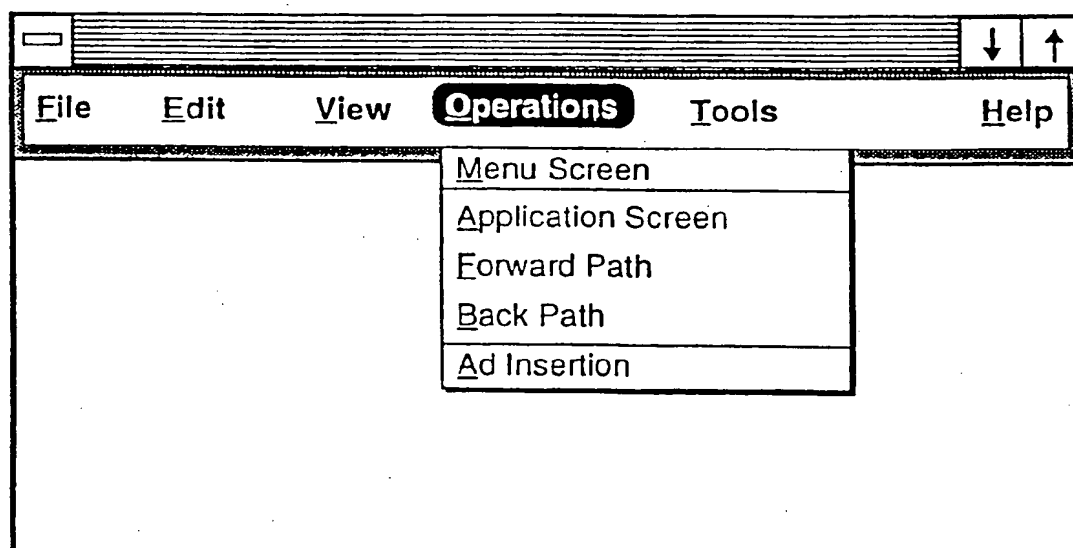 File Edit View Operations Tools Help
Menu Screen
Application Screen
Forward Path
Back Path
Ad Insertion